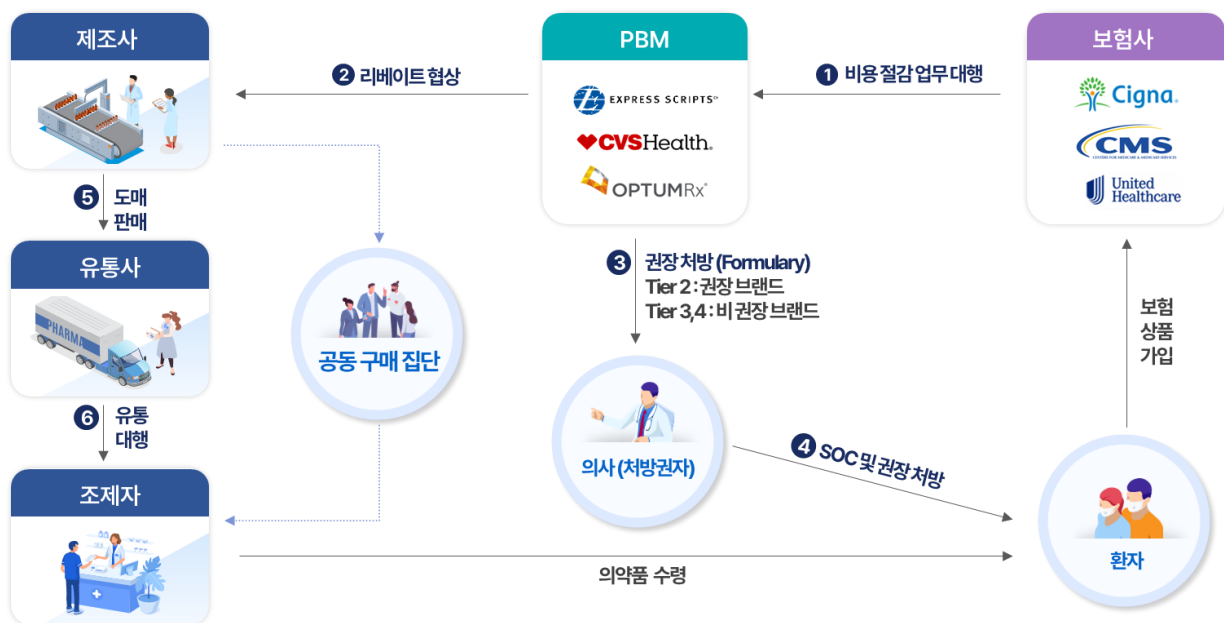 제조사
PBM
보험사
② 리베이트 협상
① 비용 절감 업무 대행
EXPRESS SCRIPTS
CVSHealth.
OPTUMRx
Cigna.
CMS
CENTERS FOR MEDICARE & MEDICAID SERVICES
United
Healthcare
⑤ 도매
판매
유통사
PHARMA
③ 권장 처방 (Formulary)
Tier 2 : 권장 브랜드
Tier 3,4 : 비 권장 브랜드
보험
상품
가입
공동 구매 집단
⑥ 유통
대행
의사 (처방권자)
④ SOC 및 권장 처방
조제자
의약품 수령
환자